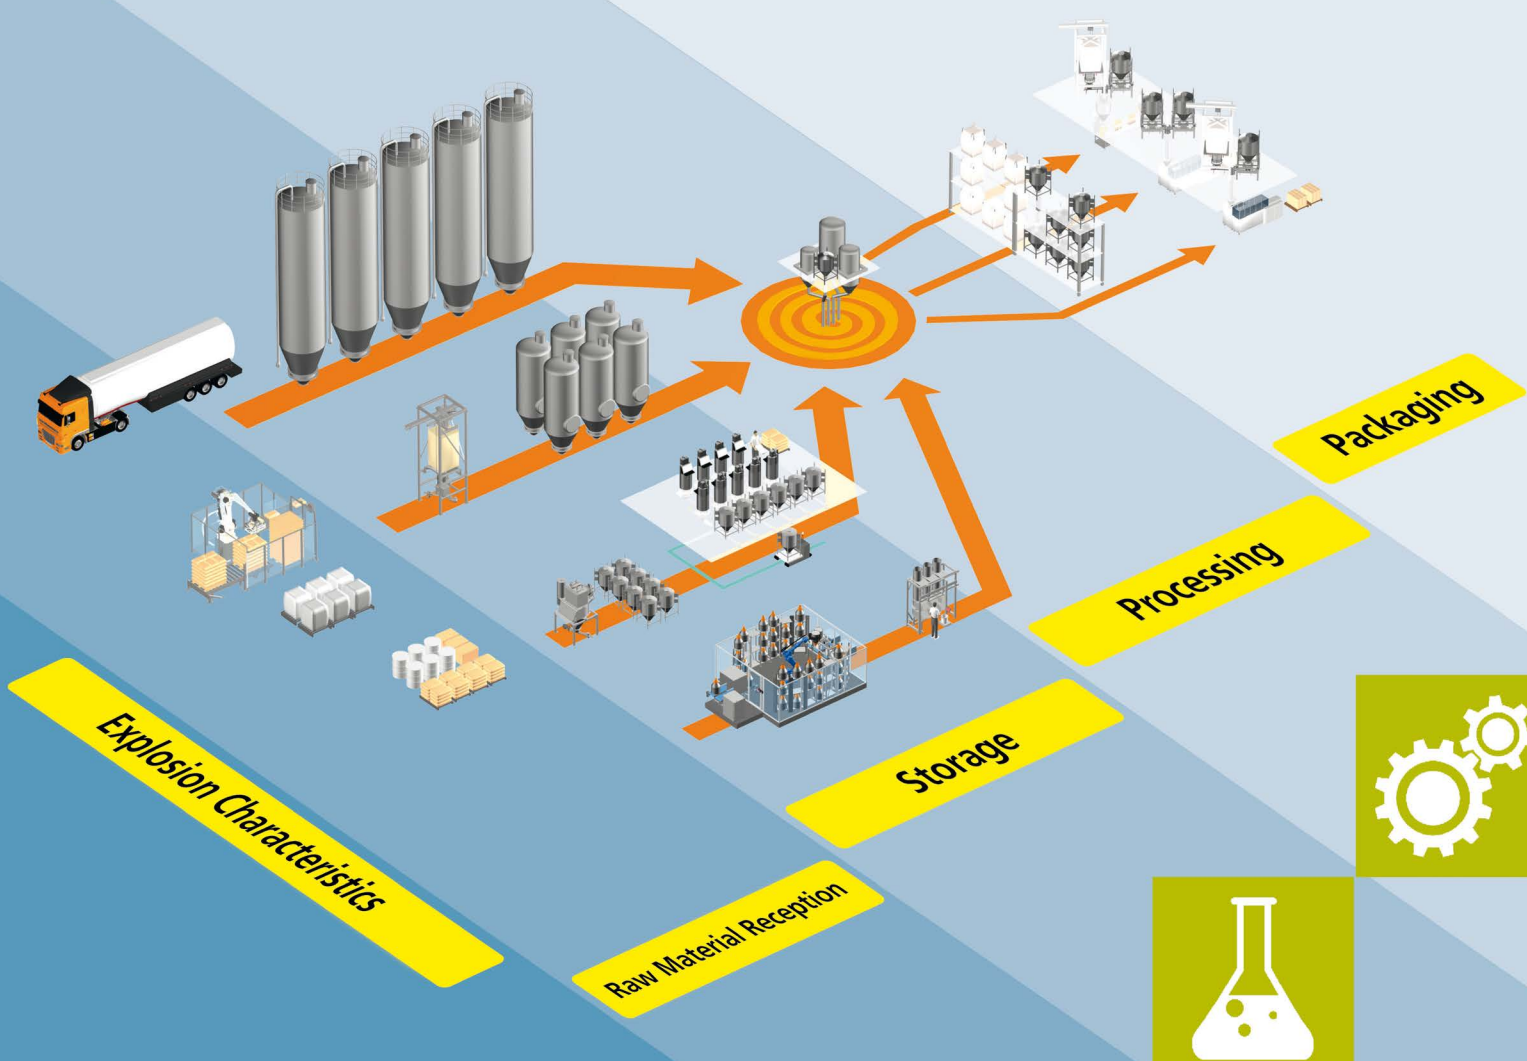 Packaging
Processing
Storage
Explosion Characteristics
Raw Material Reception